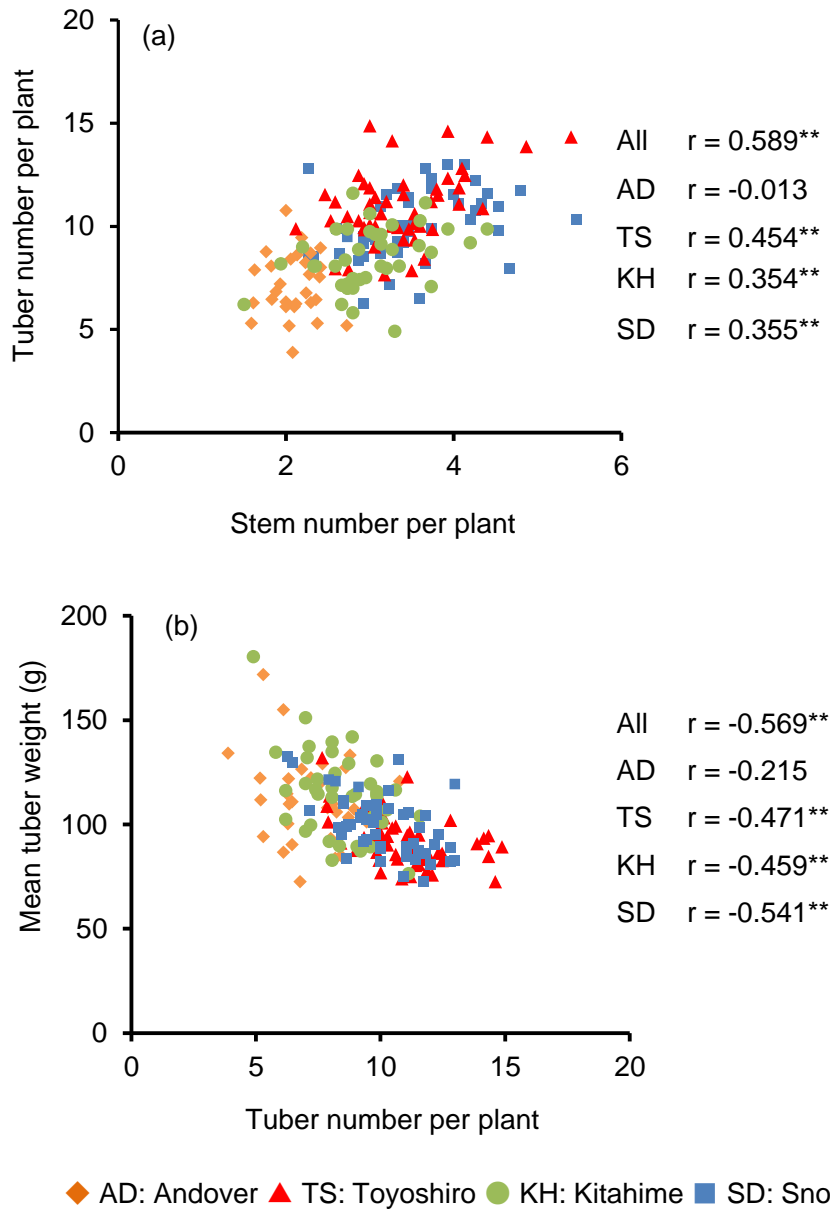 (a)
20
15
10
5
0
0 2 4 6
Tuber number per plant
Stem number per plant
All r = 0.589**
AD r = -0.013
TS r = 0.454**
KH r = 0.354**
SD r = 0.355**
(b)
200
150
100
50
0
0 5 10 15 20
Mean tuber weight (g)
Tuber number per plant
All r = -0.569**
AD r = -0.215
TS r = -0.471**
KH r = -0.459**
SD r = -0.541**
AD: Andover TS: Toyoshiro KH: Kitahime SD: Sno